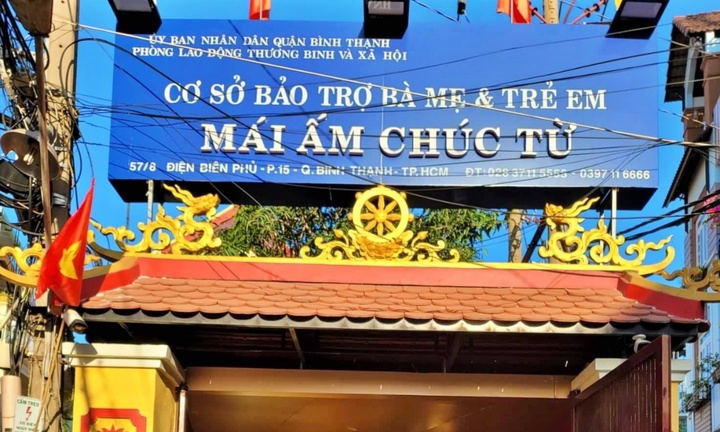 ỦY BAN NHÂN DÂN QUẬN BÌNH THẠNH
PHÒNG LAO ĐỘNG THƯƠNG BINH VÀ XÃ HỘI
CƠ SỞ BẢO TRỢ BÀ MẸ & TRẺ EM
MÁI ẤM CHÚC TỪ
57/8 ĐIỆN BIÊN PHỦ - P.15 - Q.BÌNH THẠNH - TP.HCM ĐT: 028 3711 5555 - 0397 11 6666
CẤM TRÈO